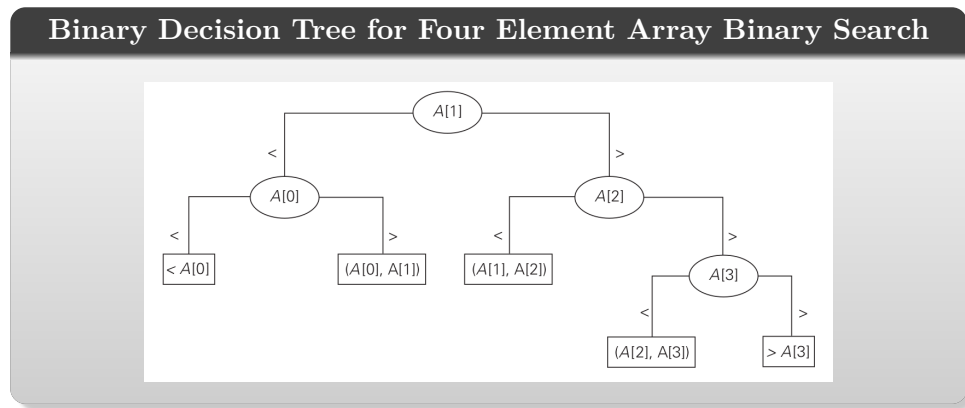 Binary Decision Tree for Four Element Array Binary Search
A[1]
< >
A[0] A[2]
< > < >
< A[0] (A[0], A[1]) (A[1], A[2]) A[3]
< >
(A[2], A[3]) > A[3]